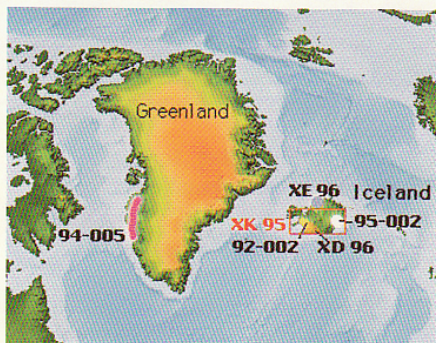 Greenland
XE 96 Iceland
XK 95
95-002
94-005
92-002
XD 96